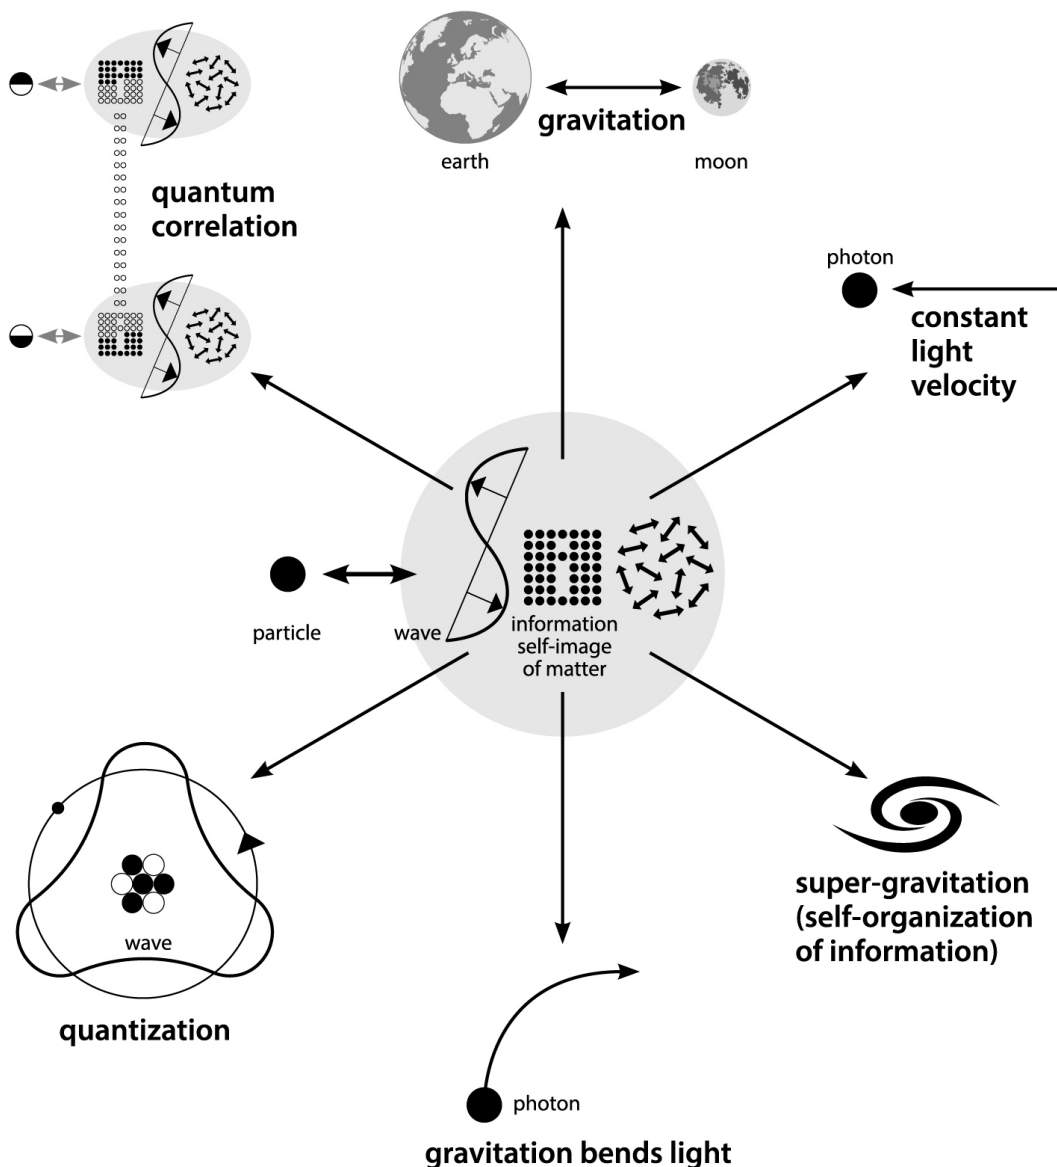 gravitation
earth
moon
quantum
correlation
photon
constant
light
velocity
particle
wave
information
self-image
of matter
wave
quantization
super-gravitation
(self-organization
of information)
photon
gravitation bends light